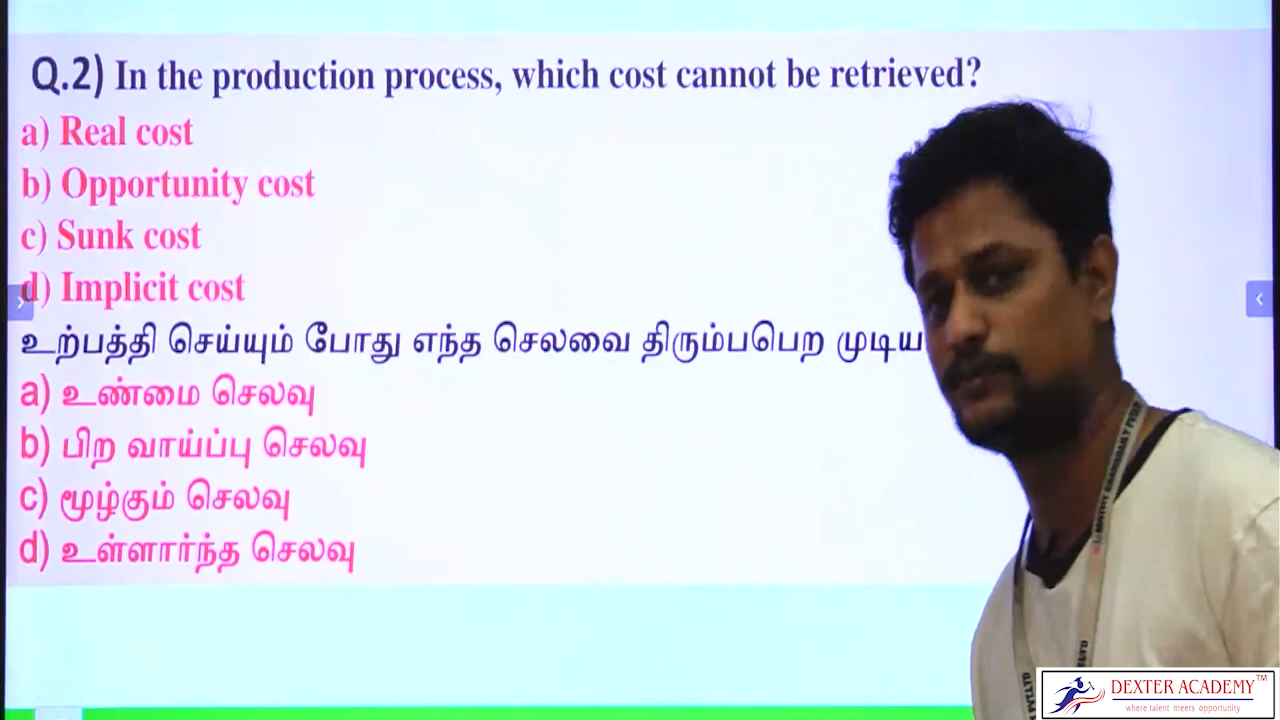 Q.2) In the production process, which cost cannot be retrieved?
a) Real cost
b) Opportunity cost
c) Sunk cost
d) Implicit cost
உற்பத்தி செய்யும் போது எந்த செலவை திரும்பபெற முடிய
a) உண்மை செலவு
b) பிற வாய்ப்பு செலவு
c) மூழ்கும் செலவு
d) உள்ளார்ந்த செலவு
DEXTER ACADEMY™
where talent meets opportunity